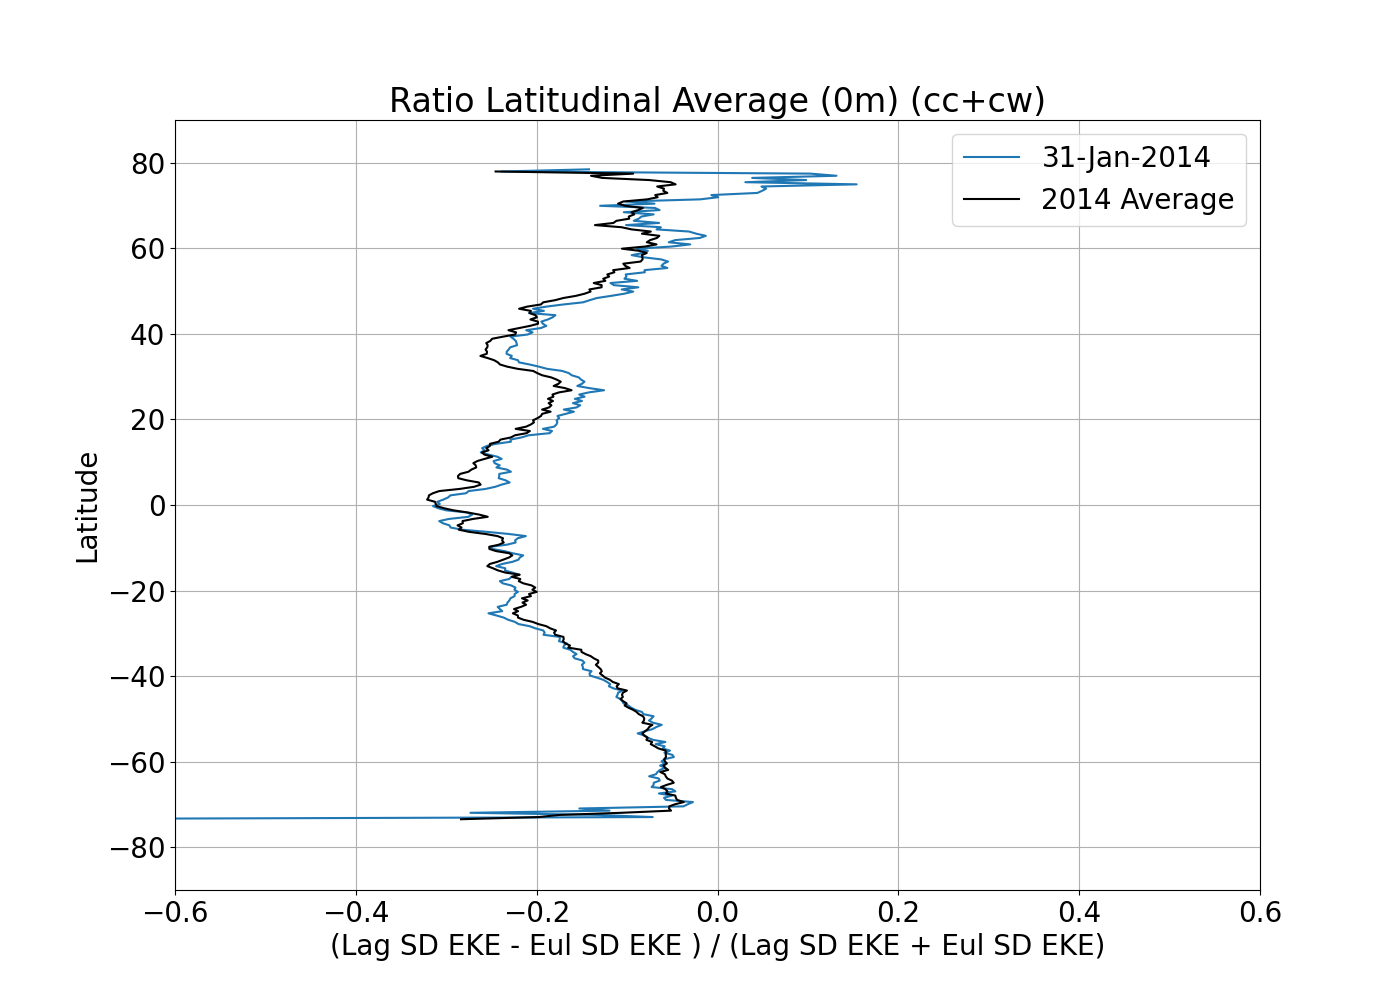 Ratio Latitudinal Average (0m) (cc+cw)
31-Jan-2014
2014 Average
80
60
40
20
0
−20
−40
−60
−80
Latitude
−0.6 −0.4 −0.2 0.0 0.2 0.4 0.6
(Lag SD EKE - Eul SD EKE ) / (Lag SD EKE + Eul SD EKE)